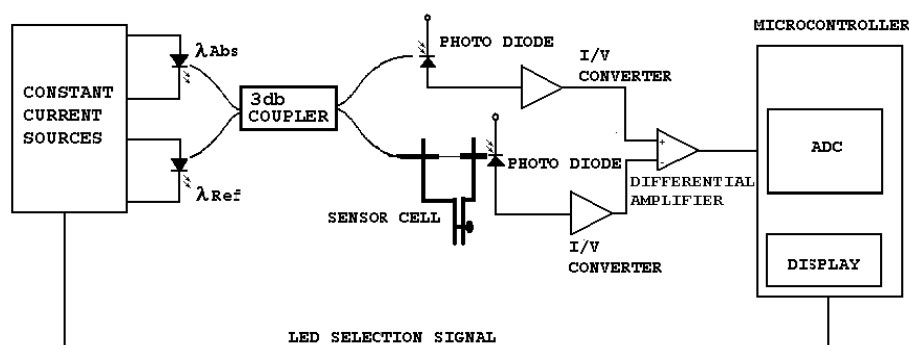 MICROCONTROLLER
λAbs
PHOTO DIODE
I/V
CONVERTER
CONSTANT
CURRENT
SOURCES
3db
COUPLER
+
-
ADC
PHOTO DIODE
DIFFERENTIAL
AMPLIFIER
λRef
SENSOR CELL
I/V
CONVERTER
DISPLAY
LED SELECTION SIGNAL